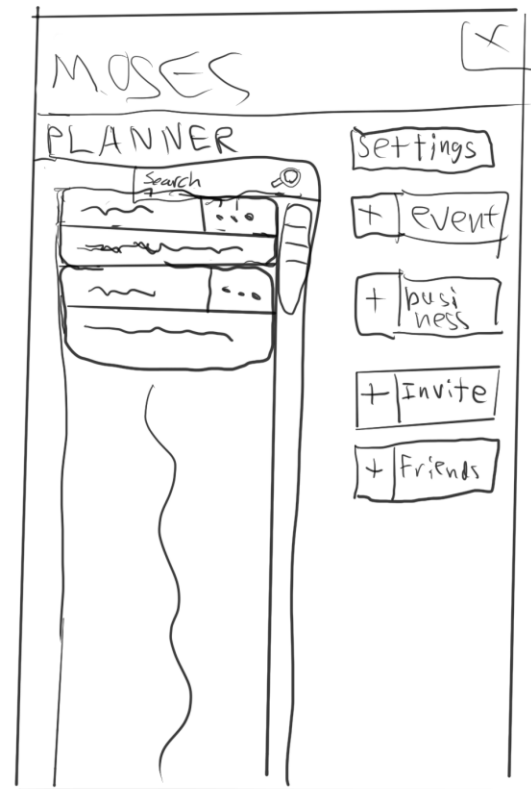 MOSES
X
PLANNER
Search
Settings
+ event
+ busi
ness
+ Invite
+ Friends